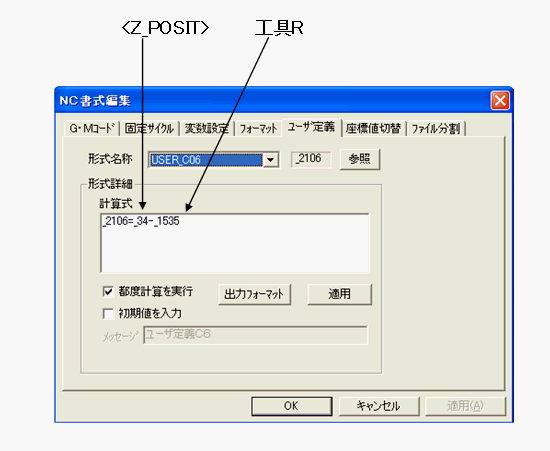 <Z_POSIT> 工具R
NC書式編集
G・Mコード 固定サイクル 変数設定 フォーマット ユーザ定義 座標値切替 ファイル分割
形式名称 USER_C06 _2106 参照
形式詳細
計算式
_2106=_34-_1535
都度計算を実行 出力フォーマット 適用
初期値を入力
メッセージ ユーザ定義C6
OK キャンセル 適用(A)